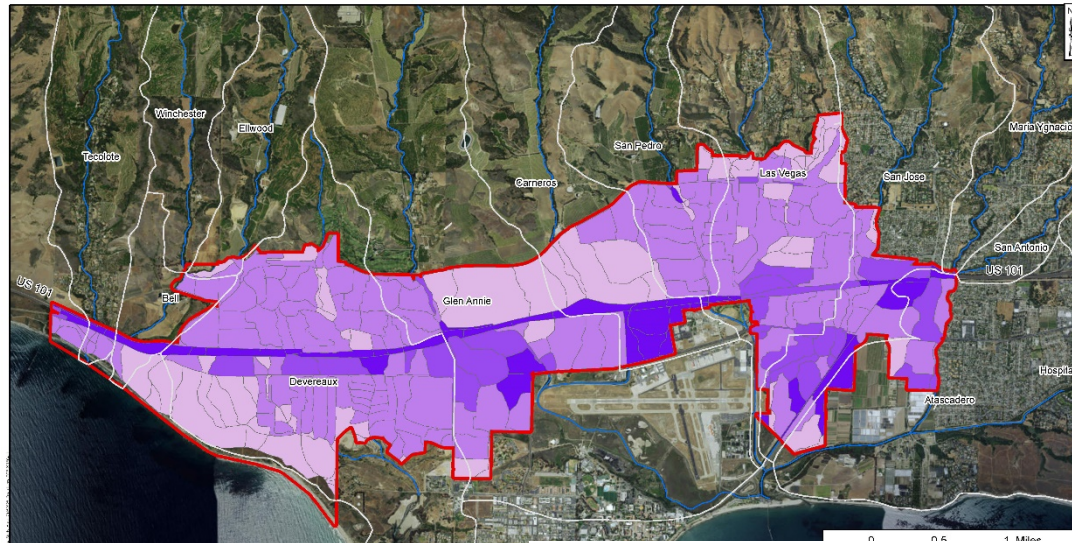 N
Winchester
Maria Ygnacio
Ellwood
Tecolote
San Pedro
Las Vegas
San Jose
Carneros
San Antonio
US 101
US 101
Bell
Glen Annie
Devereaux
Atascadero
0 0.5 1 Miles